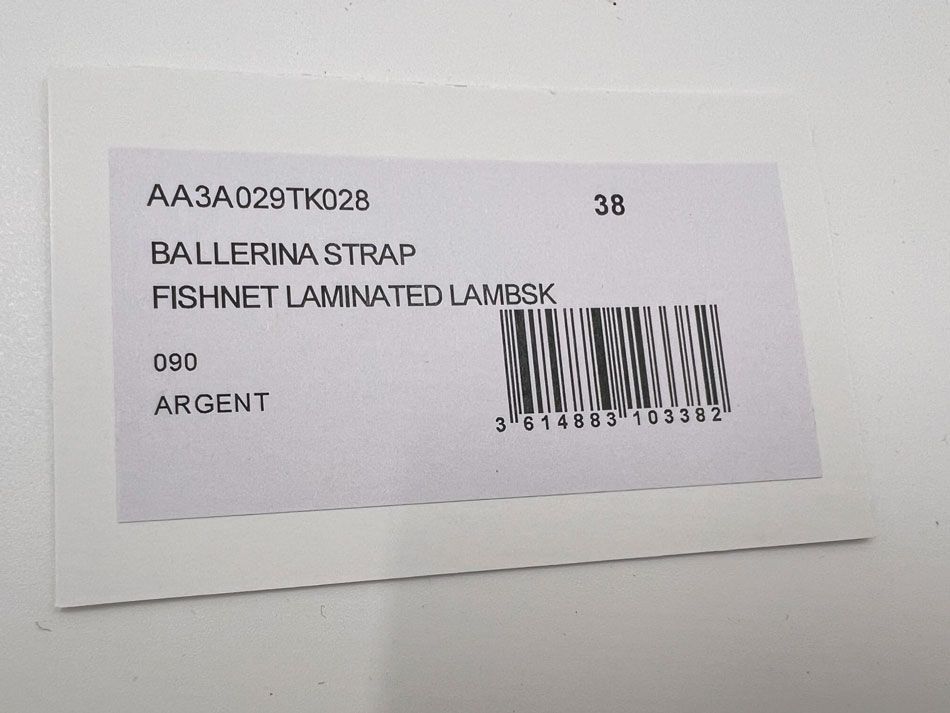 AA3A029TK028 38
BALLERINA STRAP
FISHNET LAMINATED LAMBSK
090
ARGENT
3 614883 103382